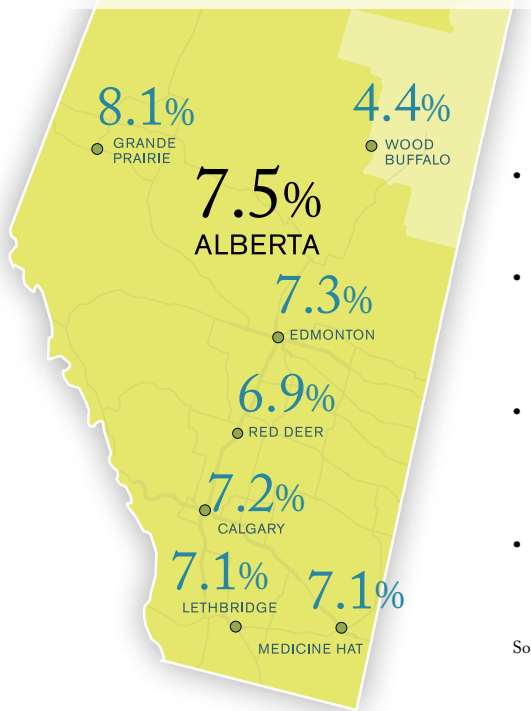 8.1%
GRANDE
PRAIRIE
4.4%
WOOD
BUFFALO
7.5%
ALBERTA
7.3%
EDMONTON
6.9%
RED DEER
7.2%
CALGARY
7.1%
LETHBRIDGE
7.1%
MEDICINE HAT
•
•
•
•
So